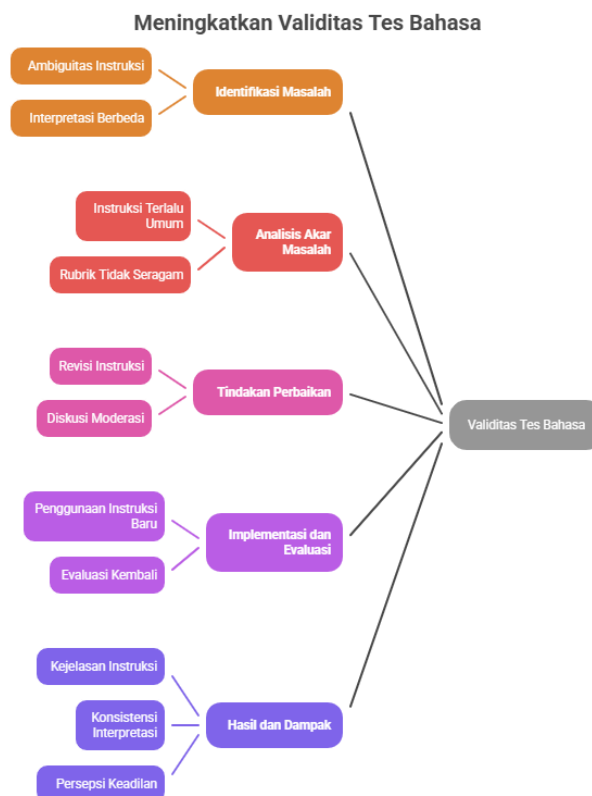 Meningkatkan Validitas Tes Bahasa
Ambiguitas Instruksi
Interpretasi Berbeda
Identifikasi Masalah
Instruksi Terlalu
Umum
Rubrik Tidak Seragam
Analisis Akar
Masalah
Revisi Instruksi
Diskusi Moderasi
Tindakan Perbaikan
Validitas Tes Bahasa
Penggunaan Instruksi
Baru
Evaluasi Kembali
Implementasi dan
Evaluasi
Kejelasan Instruksi
Konsistensi
Interpretasi
Persepsi Keadilan
Hasil dan Dampak